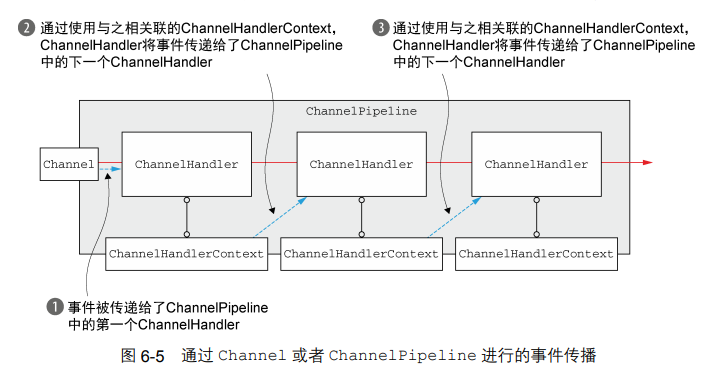 ❷ 通过使用与之相关联的ChannelHandlerContext,
ChannelHandler将事件传递给了ChannelPipeline
中的下一个ChannelHandler
❸ 通过使用与之相关联的ChannelHandlerContext,
ChannelHandler将事件传递给了ChannelPipeline
中的下一个ChannelHandler
ChannelPipeline
Channel
ChannelHandler
ChannelHandler
ChannelHandler
ChannelHandlerContext
ChannelHandlerContext
ChannelHandlerContext
❶ 事件被传递给了ChannelPipeline
中的第一个ChannelHandler
图 6-5 通过 Channel 或者 ChannelPipeline 进行的事件传播